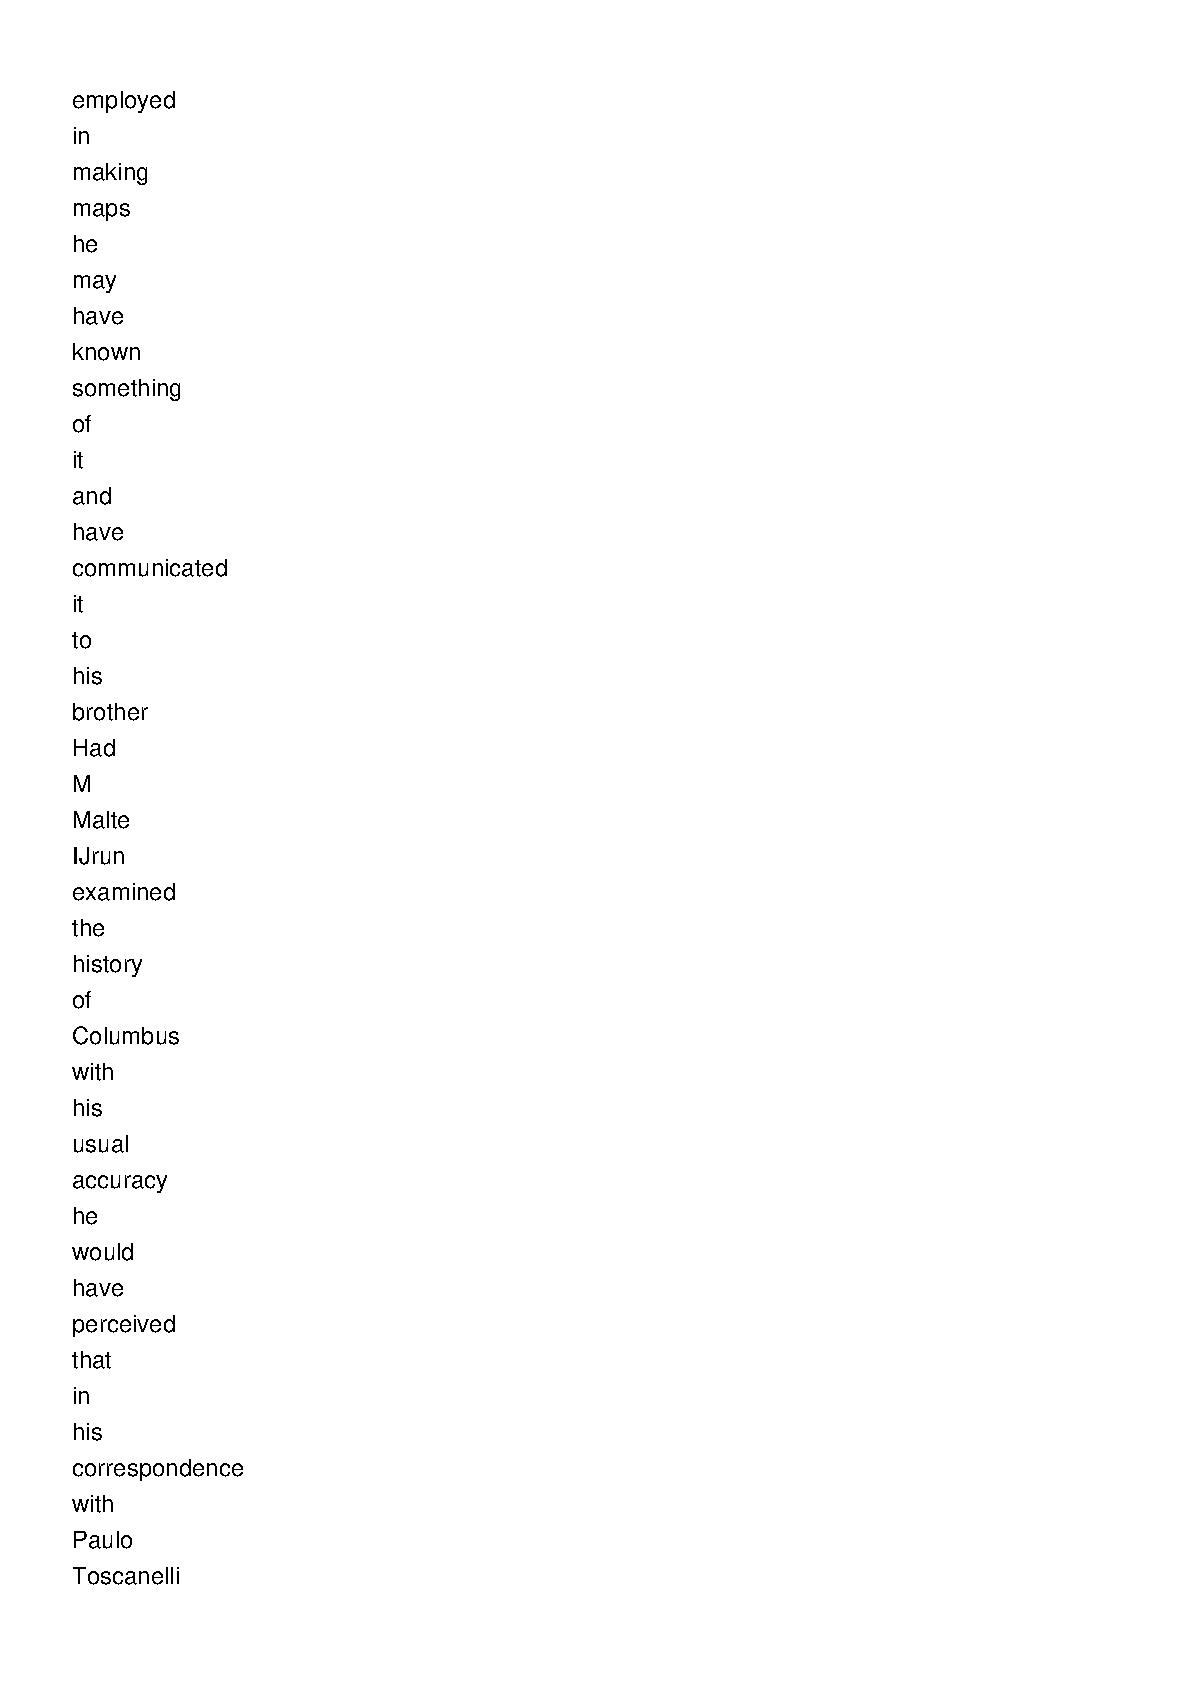 employed
in
making
maps
he
may
have
known
something
of
it
and
have
communicated
it
to
his
brother
Had
M
Malte
IJrun
examined
the
history
of
Columbus
with
his
usual
accuracy
he
would
have
perceived
that
in
his
correspondence
with
Paulo
Toscanelli